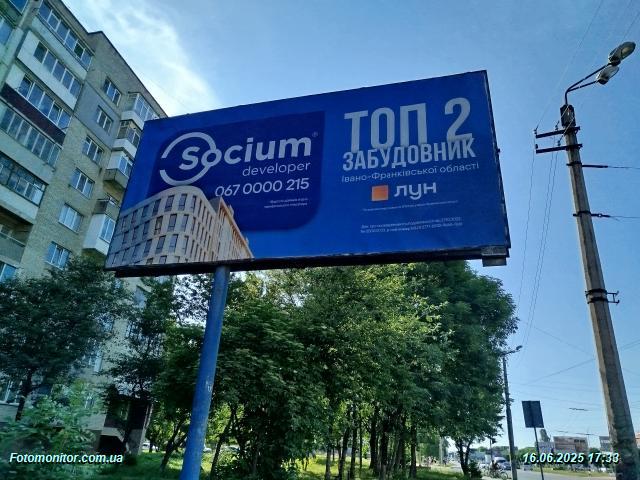 Socium®
developer
067 0000 215
ТОП 2
ЗАБУДОВНИК
Івано-Франківської області
лун
Fotomonitor.com.ua
16.06.2025 17:33